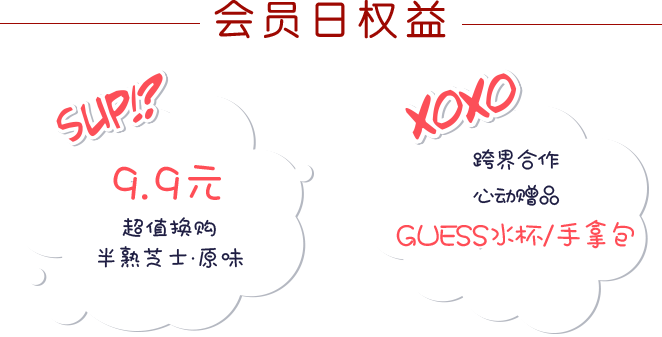 会员日权益
SUP!?
9.9元
超值换购
半熟芝士·原味
XOXO
跨界合作
心动赠品
GUESS水杯/手拿包